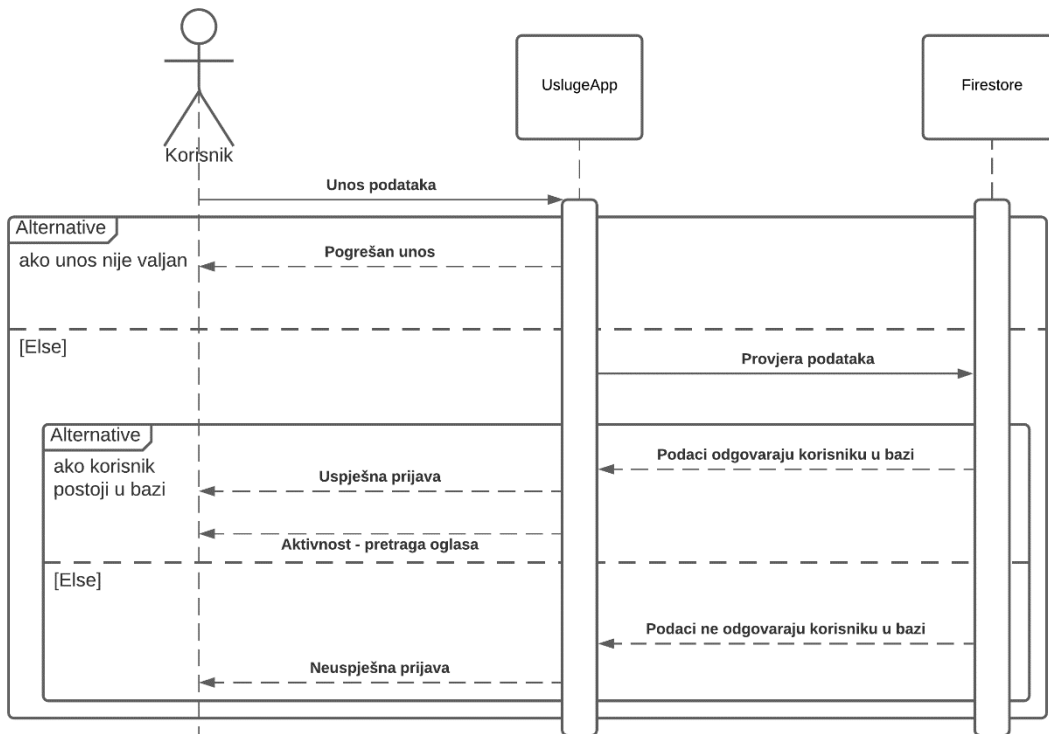 Korisnik
UslugeApp
Firestore
Unos podataka
Alternative
ako unos nije valjan
Pogrešan unos
[Else]
Provjera podataka
Alternative
ako korisnik
postoji u bazi
Podaci odgovaraju korisniku u bazi
Uspješna prijava
Aktivnost - pretraga oglasa
[Else]
Podaci ne odgovaraju korisniku u bazi
Neuspješna prijava